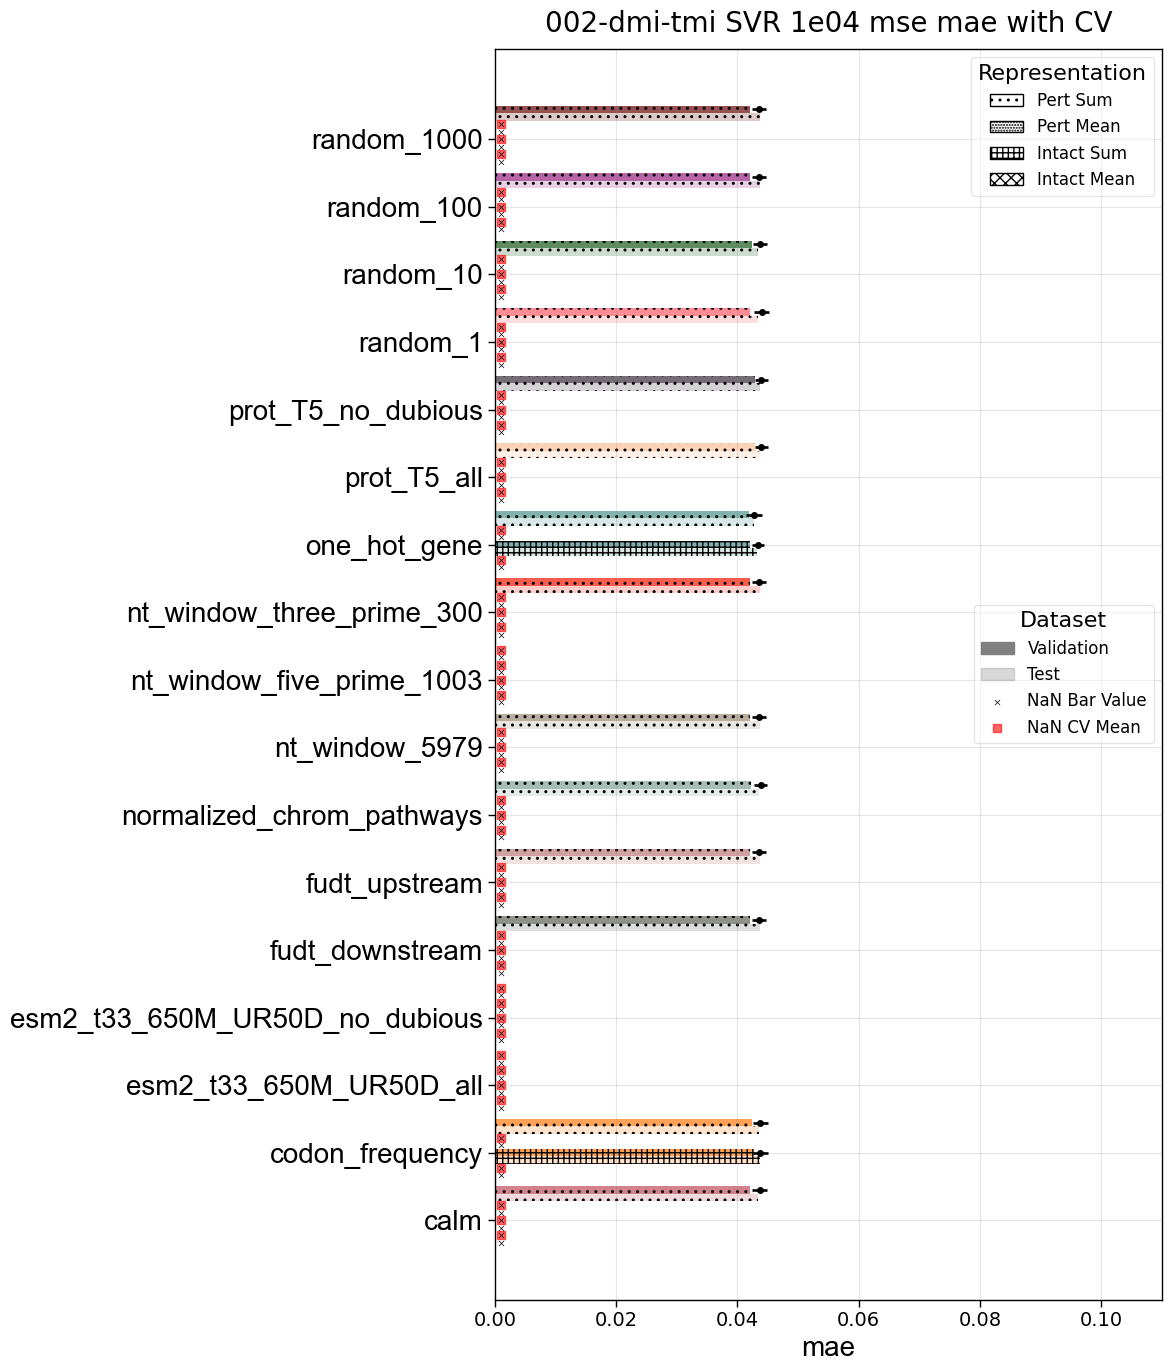 002-dmi-tmi SVR 1e04 mse mae with CV
Representation
Pert Sum
Pert Mean
Intact Sum
Intact Mean
random_1000
random_100
random_10
random_1
prot_T5_no_dubious
prot_T5_all
one_hot_gene
nt_window_three_prime_300
nt_window_five_prime_1003
nt_window_5979
normalized_chrom_pathways
fudt_upstream
fudt_downstream
esm2_t33_650M_UR50D_no_dubious
esm2_t33_650M_UR50D_all
codon_frequency
calm
Dataset
Validation
Test
NaN Bar Value
NaN CV Mean
0.00 0.02 0.04 0.06 0.08 0.10
mae